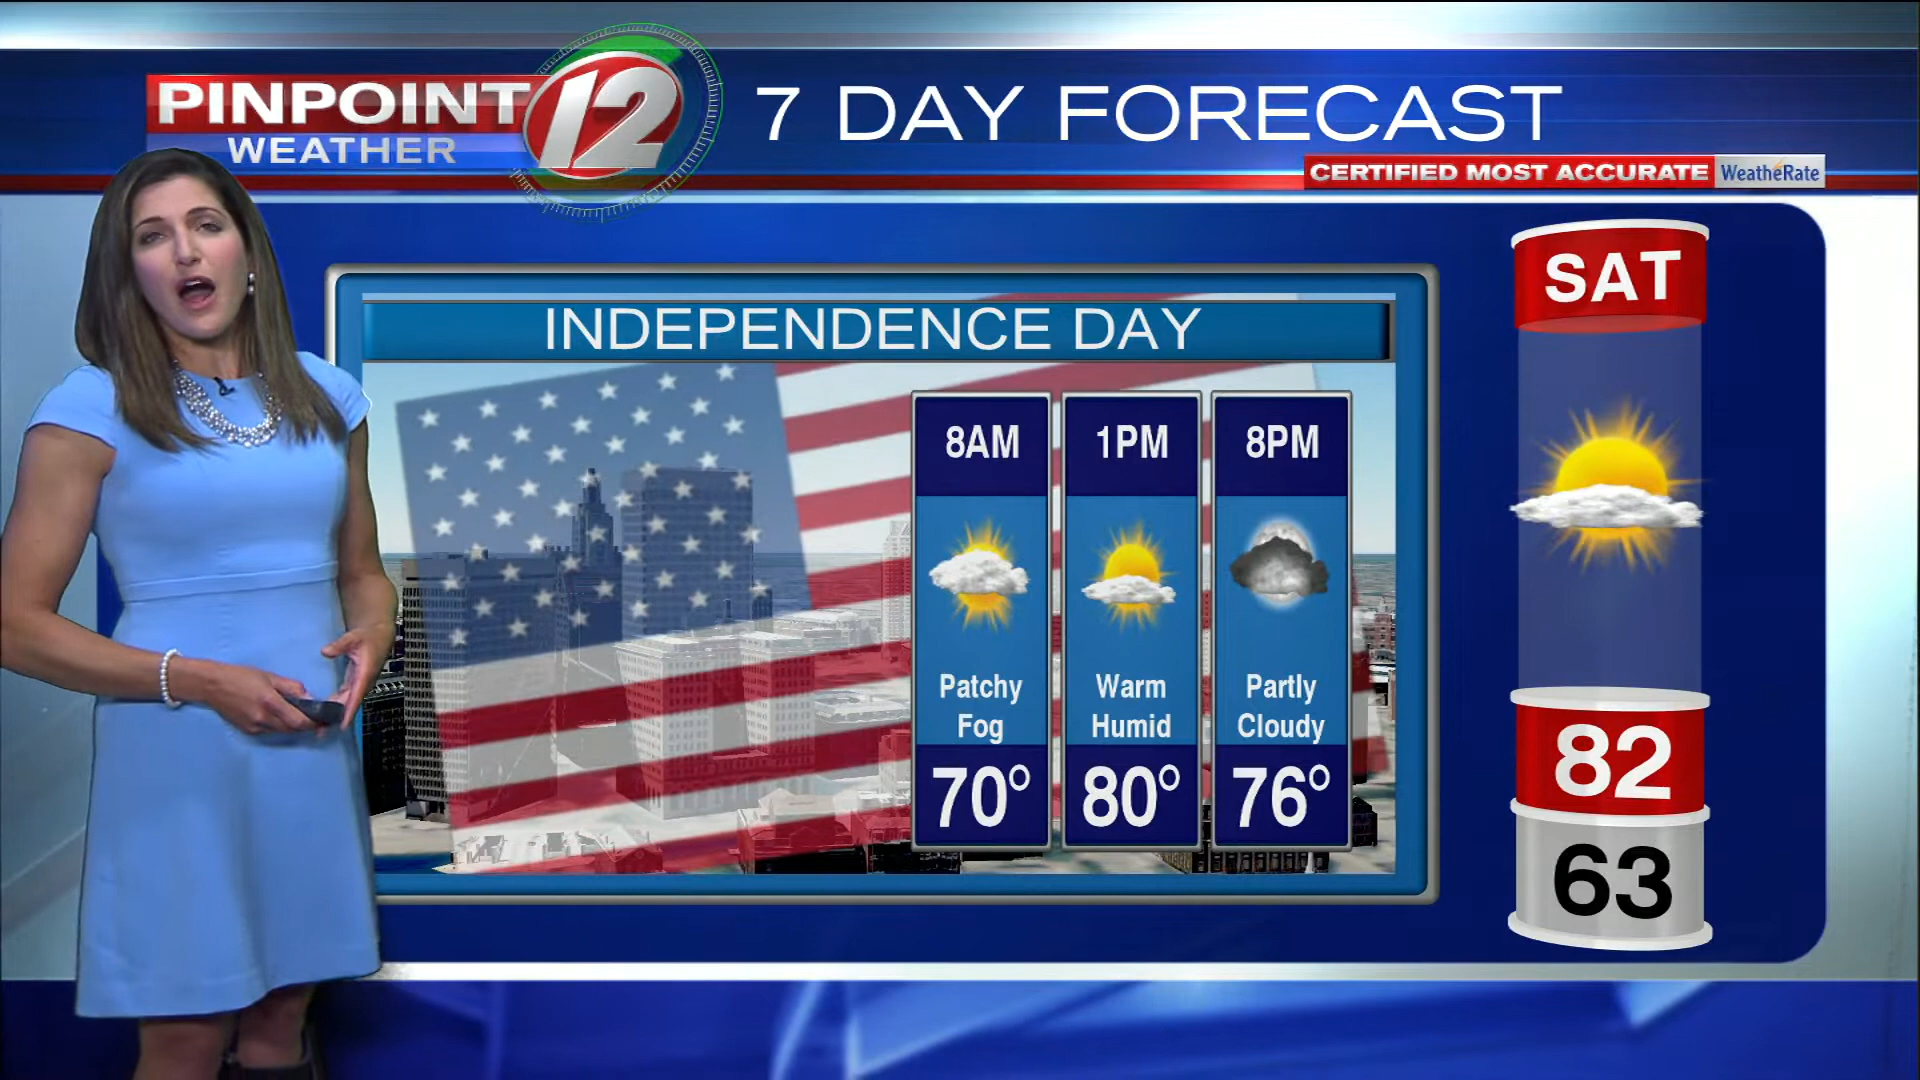 PINPOINT
WEATHER
12
7 DAY FORECAST
CERTIFIED MOST ACCURATE WeatheRate
INDEPENDENCE DAY
8AM
Patchy
Fog
70°
1PM
Warm
Humid
80°
8PM
Partly
Cloudy
76°
SAT
82
63